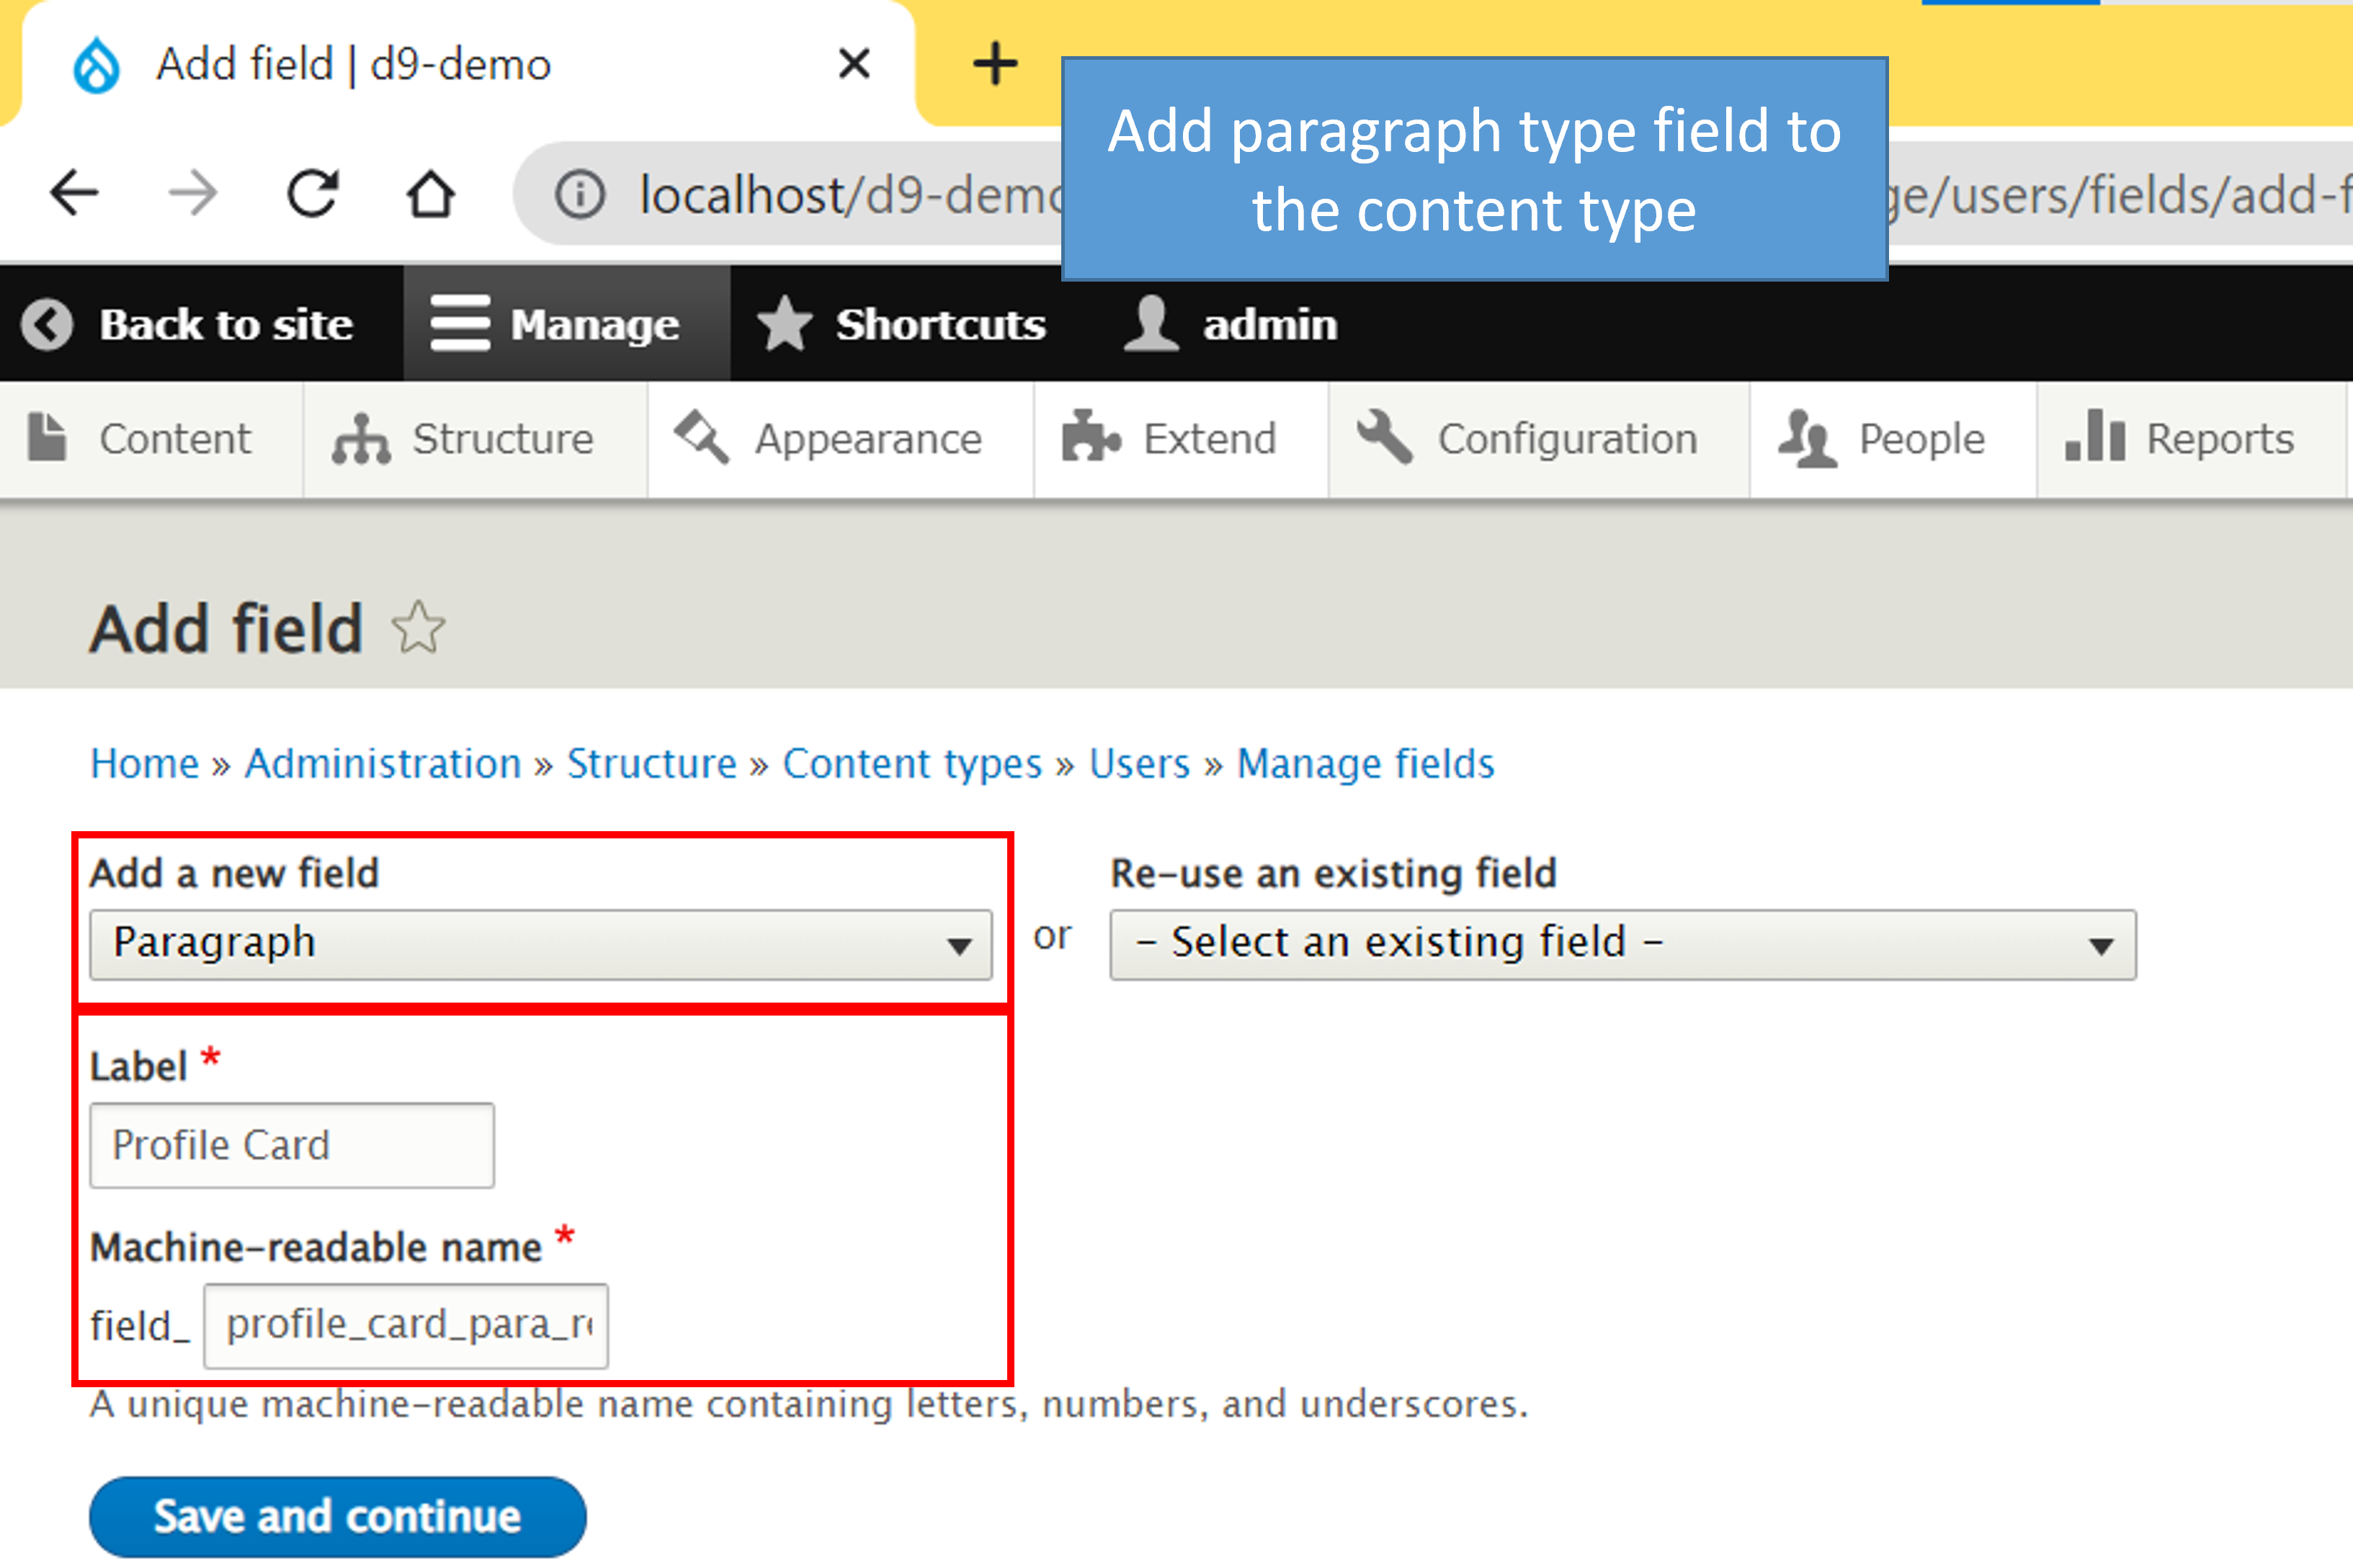 Add field | d9-demo
Add paragraph type field to
the content type
localhost/d9-demo
/users/fields/add-f
Back to site Manage Shortcuts admin
Content Structure Appearance Extend Configuration People Reports
Add field
Home » Administration » Structure » Content types » Users » Manage fields
Add a new field
Re-use an existing field
Paragraph
or
- Select an existing field -
Label *
Profile Card
Machine-readable name *
field_ profile_card_para_r
A unique machine-readable name containing letters, numbers, and underscores.
Save and continue